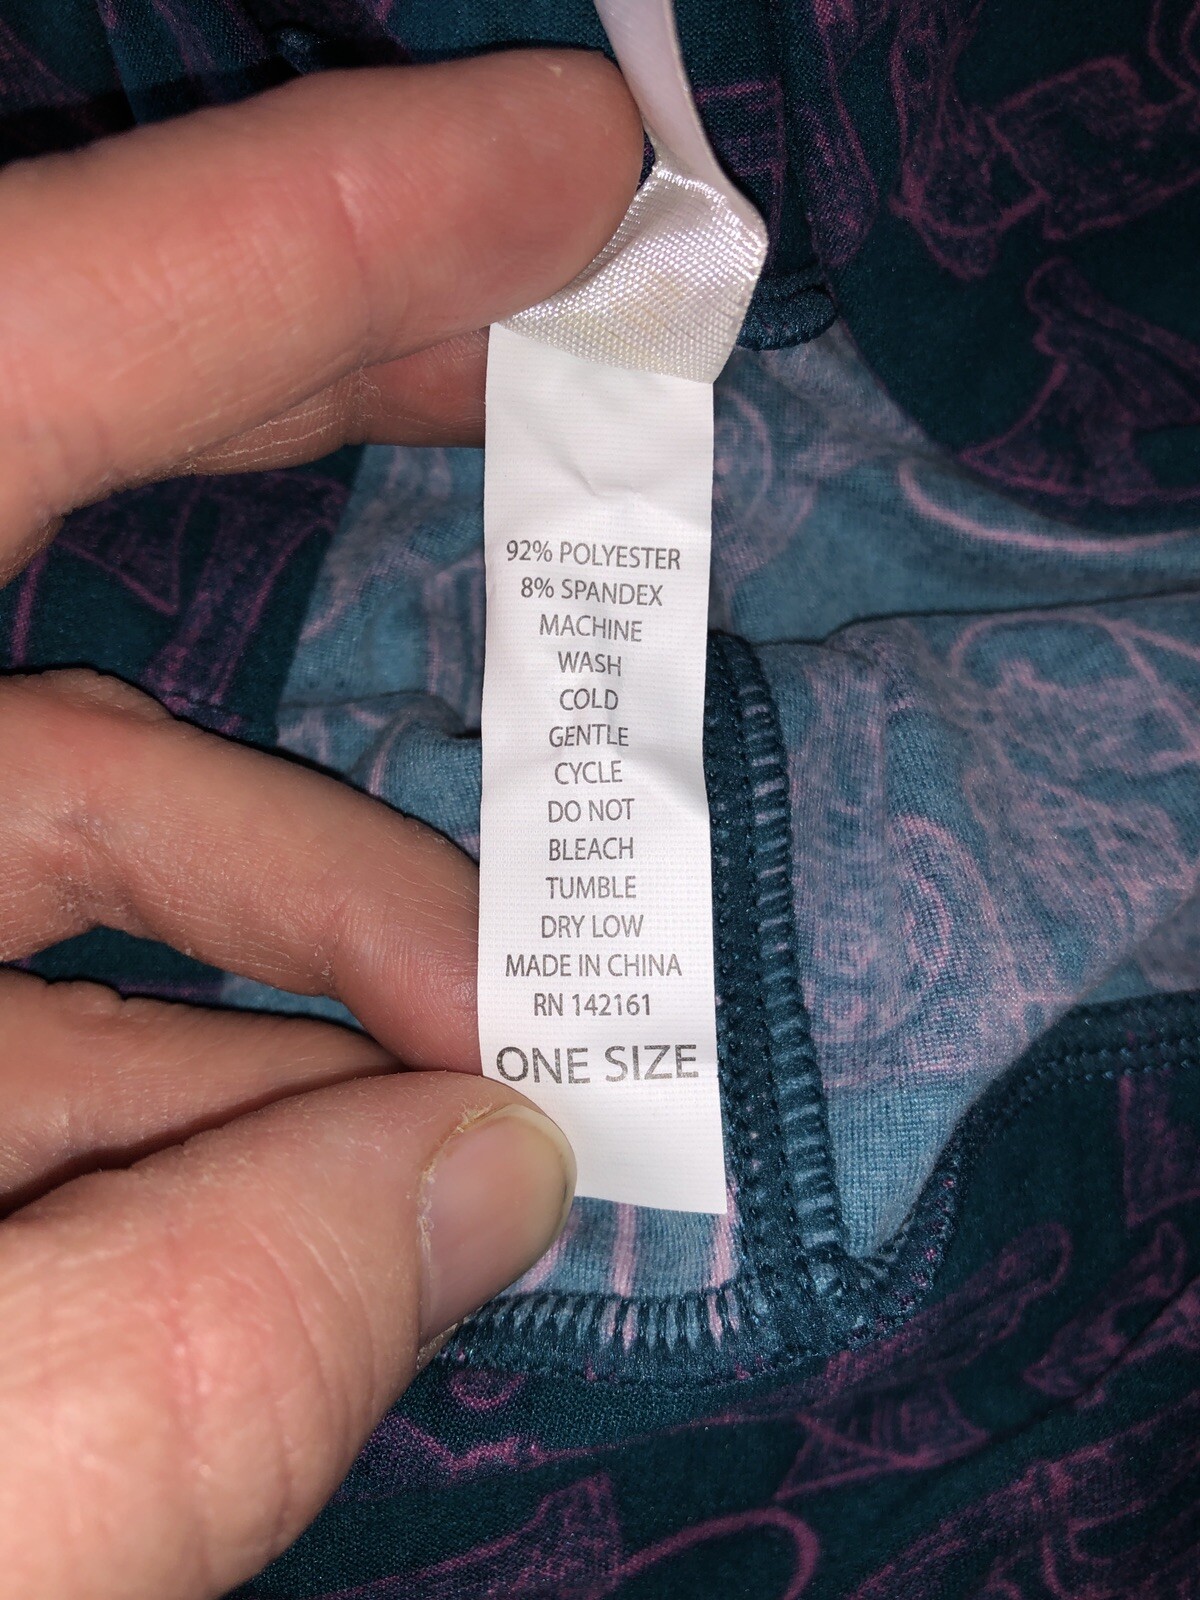 92% POLYESTER
8% SPANDEX
MACHINE
WASH
COLD
GENTLE
CYCLE
DO NOT
BLEACH
TUMBLE
DRY LOW
MADE IN CHINA
RN 142161
ONE SIZE